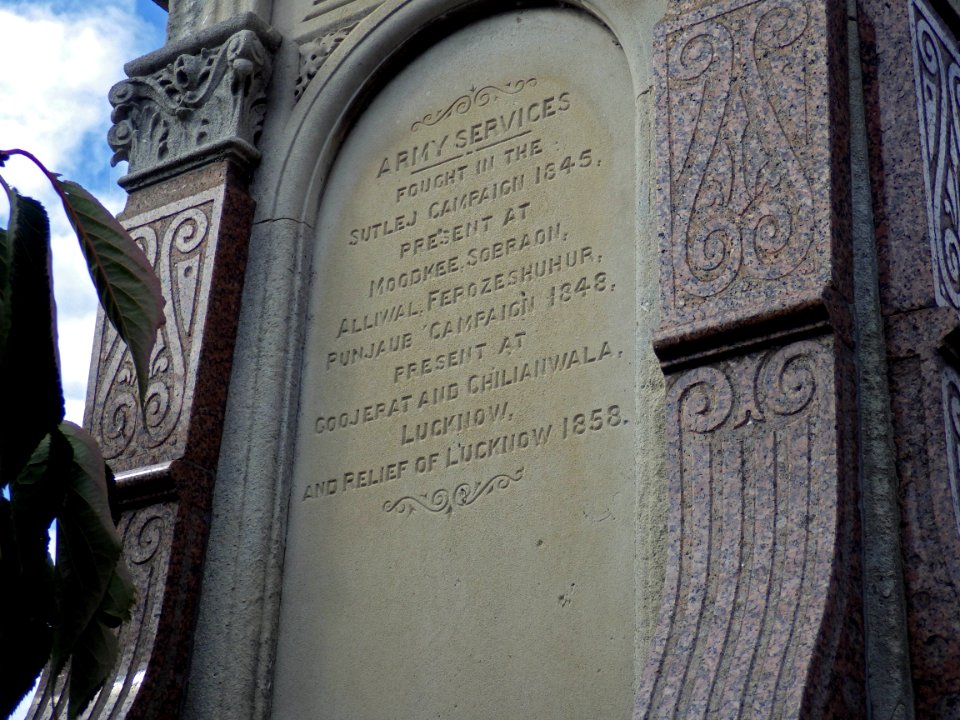 ARMY SERVICES
FOUGHT IN THE
SUTLEJ CAMPAIGN 1845.
PRESENT AT
MOODKEE. SOBRAON.
ALLIWAL. FEROZESHUHUR.
PUNJAUB CAMPAIGN 1848.
PRESENT AT
GOOJERAT AND CHILIANWALA.
LUCKNOW.
AND RELIEF OF LUCKNOW 1858.